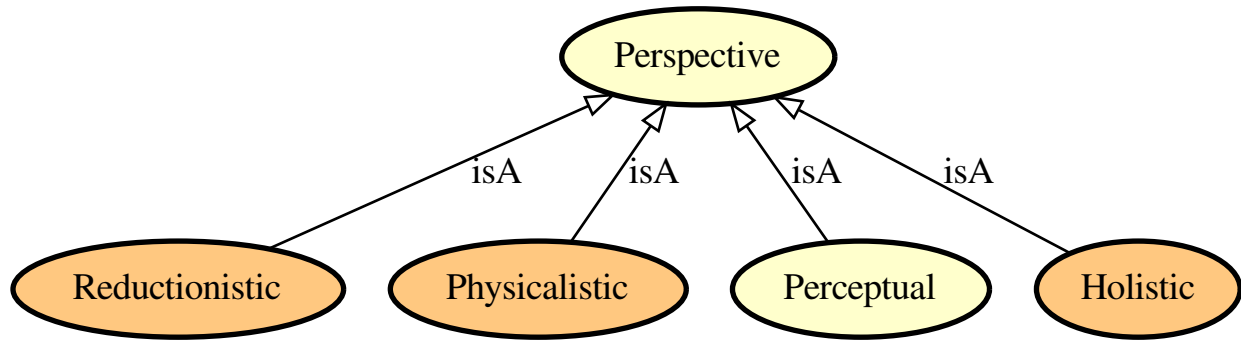 Perspective
isA
isA
isA
isA
Reductionistic
Physicalistic
Perceptual
Holistic